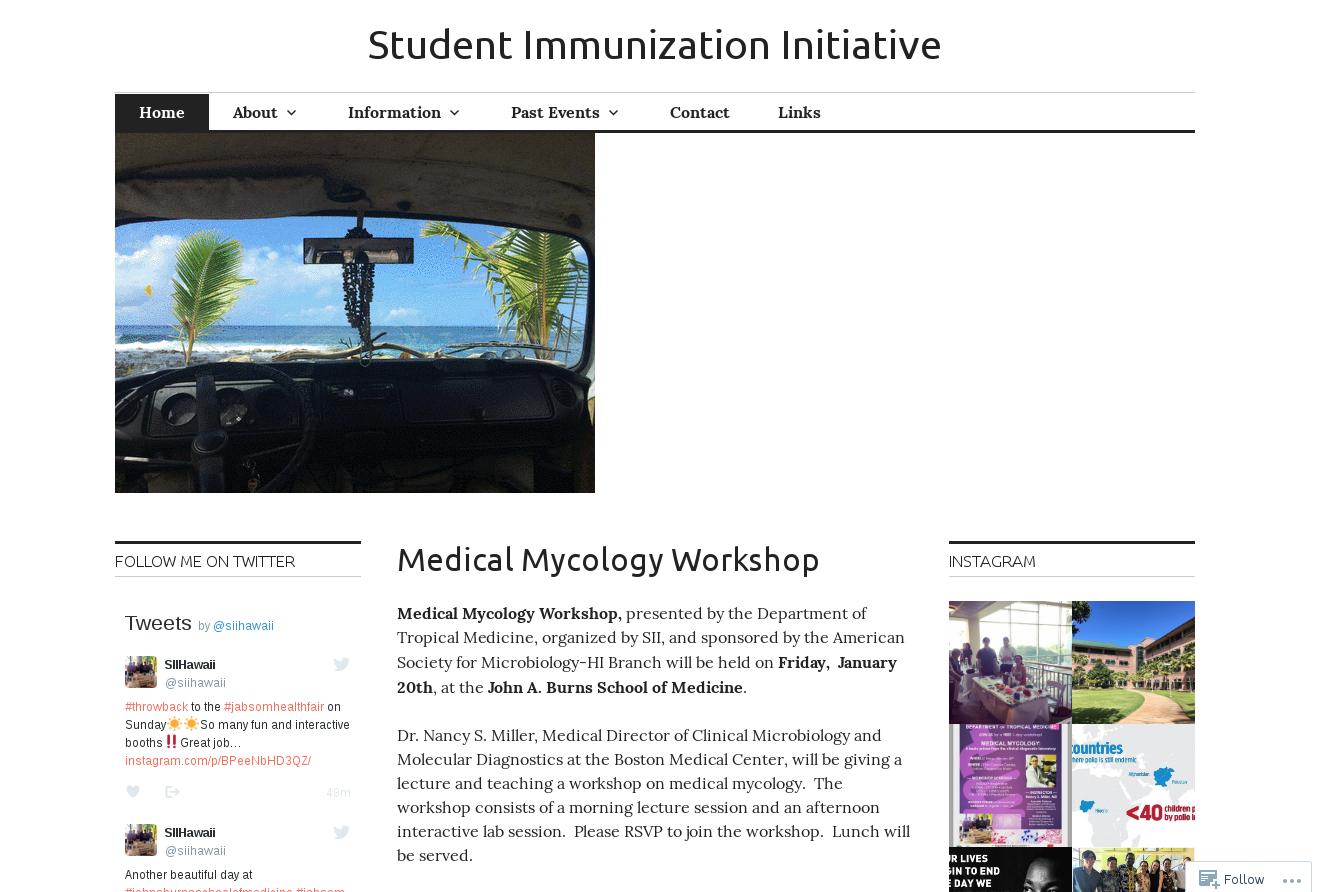 Student Immunization Initiative
Home
About
Information
Past Events
Contact
Links
FOLLOW ME ON TWITTER
Tweets by @siihawaii
SIIHawaii
@siihawaii
#throwback to the #jabsomhealthfair on
Sunday☀️☀️So many fun and interactive
booths ‼️ Great job…
instagram.com/p/BPeeNbHD3QZ/
48m
SIIHawaii
@siihawaii
Another beautiful day at
Medical Mycology Workshop
Medical Mycology Workshop, presented by the Department of
Tropical Medicine, organized by SII, and sponsored by the American
Society for Microbiology-HI Branch will be held on Friday,  January
20th, at the John A. Burns School of Medicine.
Dr. Nancy S. Miller, Medical Director of Clinical Microbiology and
Molecular Diagnostics at the Boston Medical Center, will be giving a
lecture and teaching a workshop on medical mycology.  The
workshop consists of a morning lecture session and an afternoon
interactive lab session.  Please RSVP to join the workshop.  Lunch will
be served.
INSTAGRAM
DEPARTMENT OF TROPICAL MEDICINE
MEDICAL MYCOLOGY:
ountries
here polio is still endemic
Afghanistan
Pakistan
Nigeria
<40 children p
by polio i
UR LIVES
GIN TO END
E DAY WE
Follow